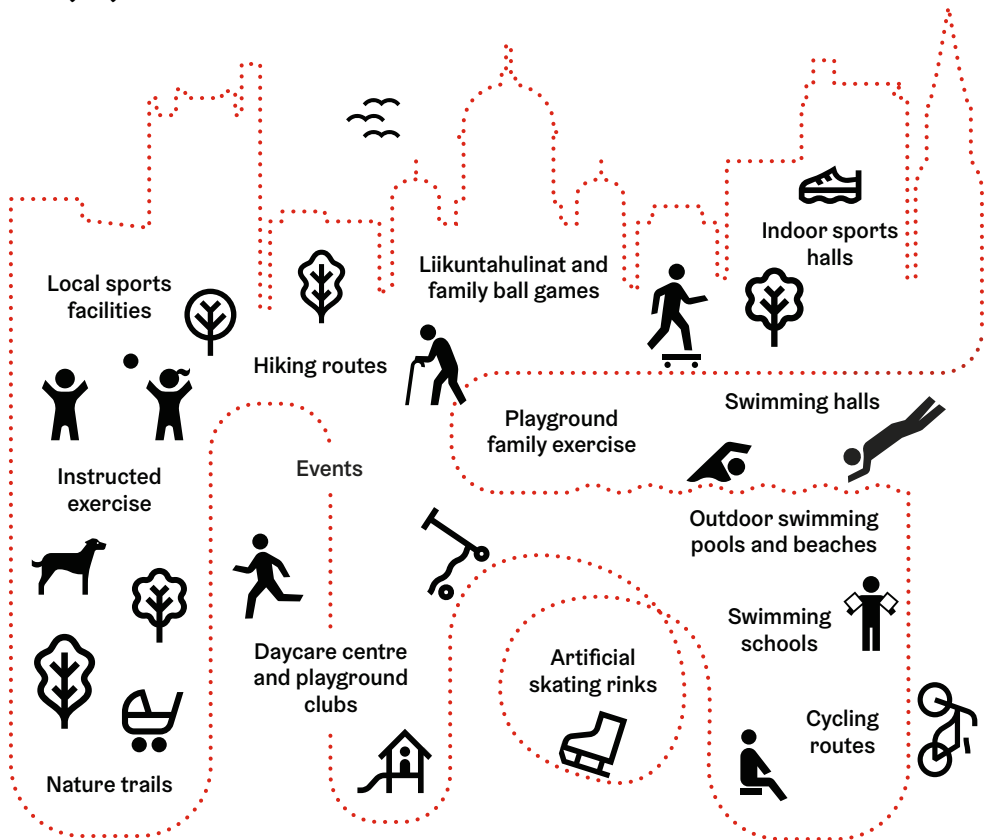 Indoor sports
halls
Liikuntahulinat and
family ball games
Local sports
facilities
Hiking routes
Swimming halls
Playground
family exercise
Events
Instructed
exercise
Outdoor swimming
pools and beaches
Swimming
schools
Daycare centre
and playground
clubs
Artificial
skating rinks
Cycling
routes
Nature trails